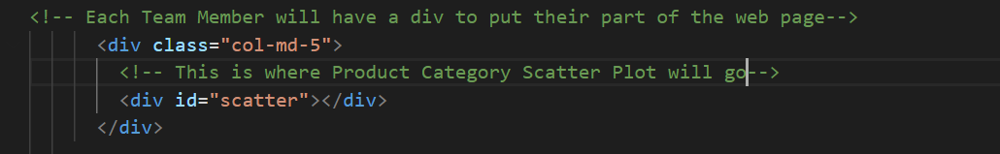 <!-- Each Team Member will have a div to put their part of the web page-->
<div class="col-md-5">
<!-- This is where Product Category Scatter Plot will go-->
<div id="scatter"></div>
</div>